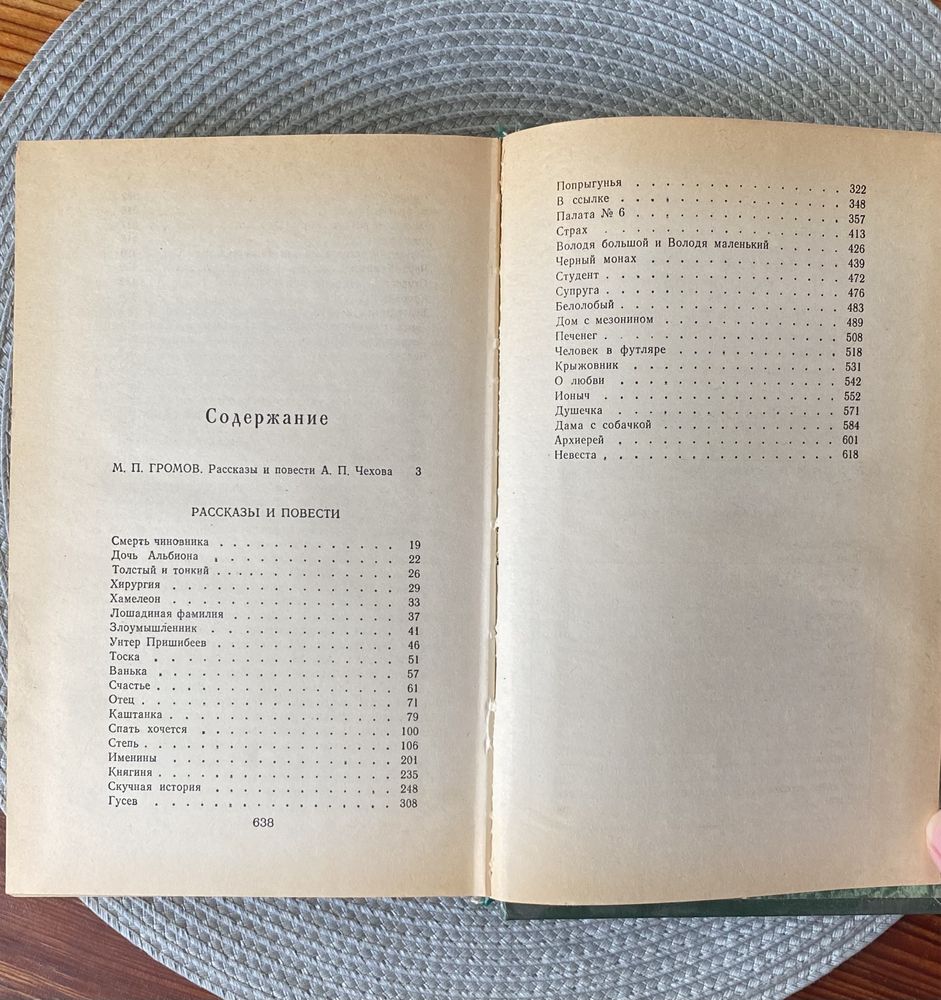 Содержание
М. П. ГРОМОВ. Рассказы и повести А. П. Чехова 3
РАССКАЗЫ И ПОВЕСТИ
Смерть чиновника . . . . . . . . . . . . . 19
Дочь Альбиона . . . . . . . . . . . . . 22
Толстый и тонкий . . . . . . . . . . . . . 26
Хирургия . . . . . . . . . . . . . 29
Хамелеон . . . . . . . . . . . . . 33
Лошадиная фамилия . . . . . . . . . . . . . 37
Злоумышленник . . . . . . . . . . . . . 41
Унтер Пришибеев . . . . . . . . . . . . . 46
Тоска . . . . . . . . . . . . . 51
Ванька . . . . . . . . . . . . . 57
Счастье . . . . . . . . . . . . . 61
Отец . . . . . . . . . . . . . 71
Каштанка . . . . . . . . . . . . . 79
Спать хочется . . . . . . . . . . . . . 100
Степь . . . . . . . . . . . . . 106
Именины . . . . . . . . . . . . . 201
Княгиня . . . . . . . . . . . . . 235
Скучная история . . . . . . . . . . . . . 248
Гусев . . . . . . . . . . . . . 308
638
Попрыгунья . . . . . . . . . . . . . 322
В ссылке . . . . . . . . . . . . . 348
Палата № 6 . . . . . . . . . . . . . 357
Страх . . . . . . . . . . . . . 413
Володя большой и Володя маленький . . . . 426
Черный монах . . . . . . . . . . . . . 439
Студент . . . . . . . . . . . . . 472
Супруга . . . . . . . . . . . . . 476
Белолобый . . . . . . . . . . . . . 483
Дом с мезонином . . . . . . . . . . . . . 489
Печенег . . . . . . . . . . . . . 508
Человек в футляре . . . . . . . . . . . . . 518
Крыжовник . . . . . . . . . . . . . 531
О любви . . . . . . . . . . . . . 542
Ионыч . . . . . . . . . . . . . 552
Душечка . . . . . . . . . . . . . 571
Дама с собачкой . . . . . . . . . . . . . 584
Архиерей . . . . . . . . . . . . . 601
Невеста . . . . . . . . . . . . . 618